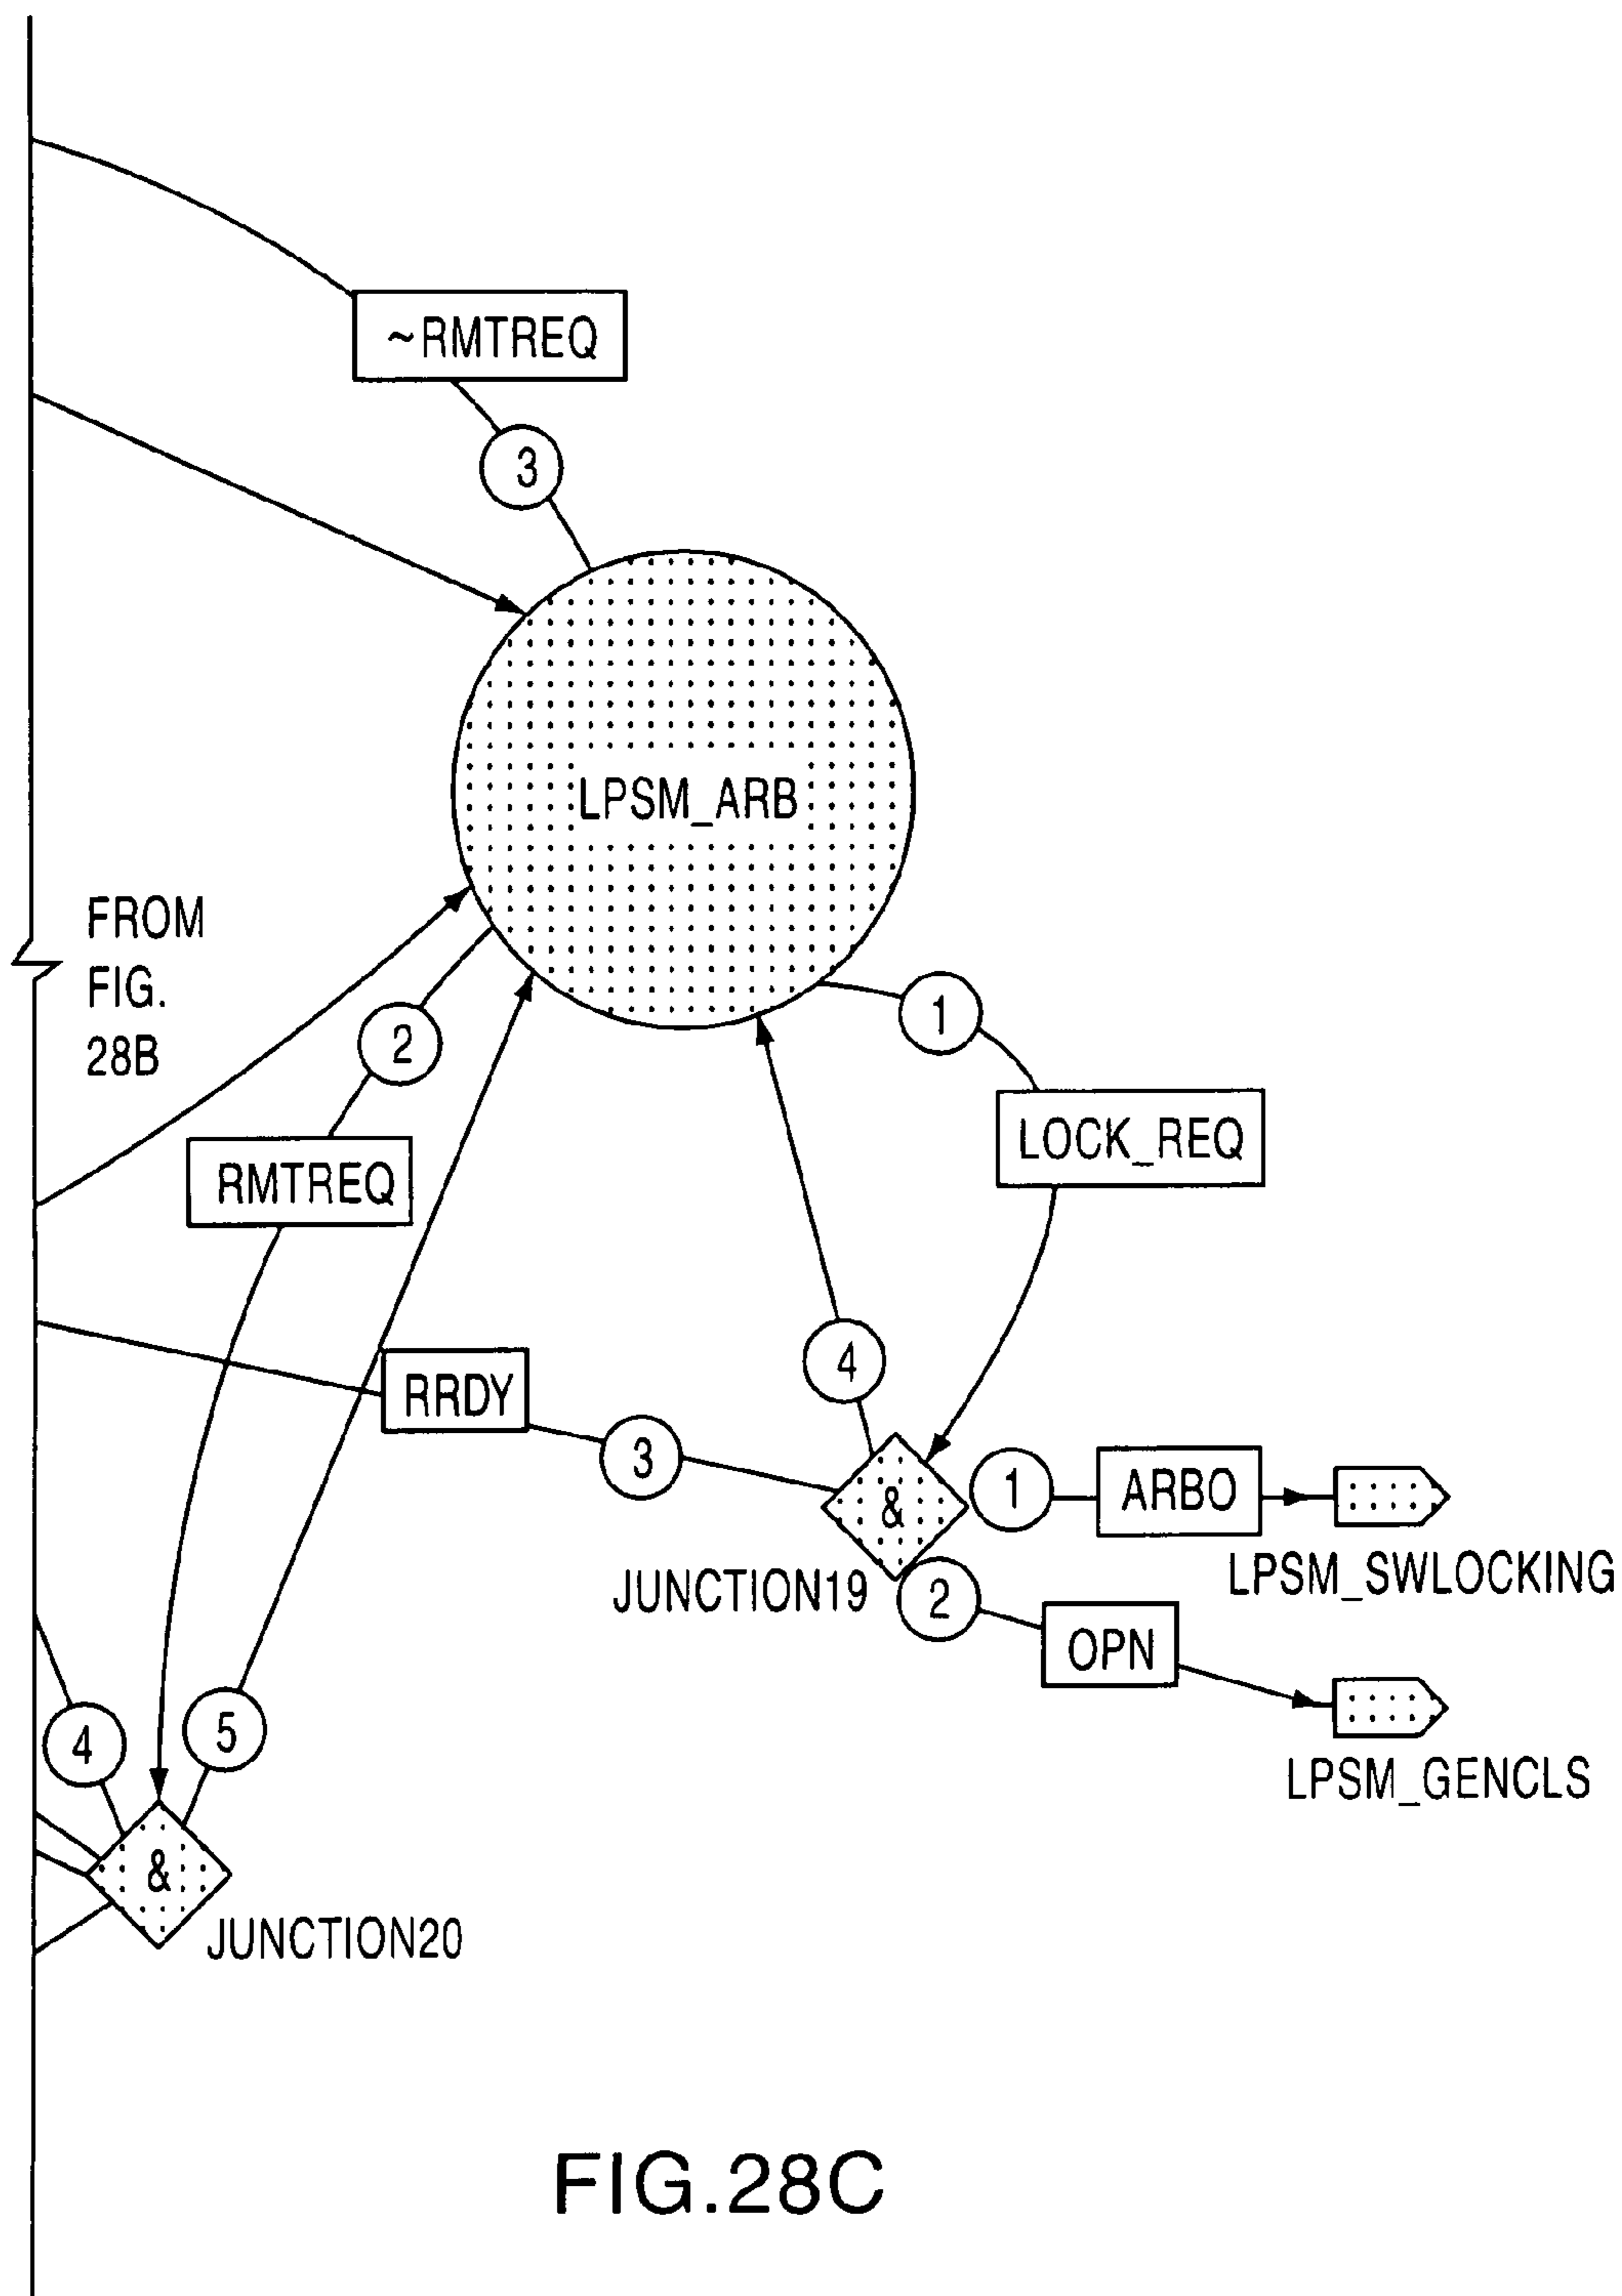 ~RMTREQ
3
LPSM_ARB
FROM
FIG.
28B
1
2
LOCK_REQ
RMTREQ
4
RRDY
3
&
1
ARBO
LPSM_SWLOCKING
JUNCTION19
2
OPN
4
5
LPSM_GENCLS
&
JUNCTION20
FIG.28C